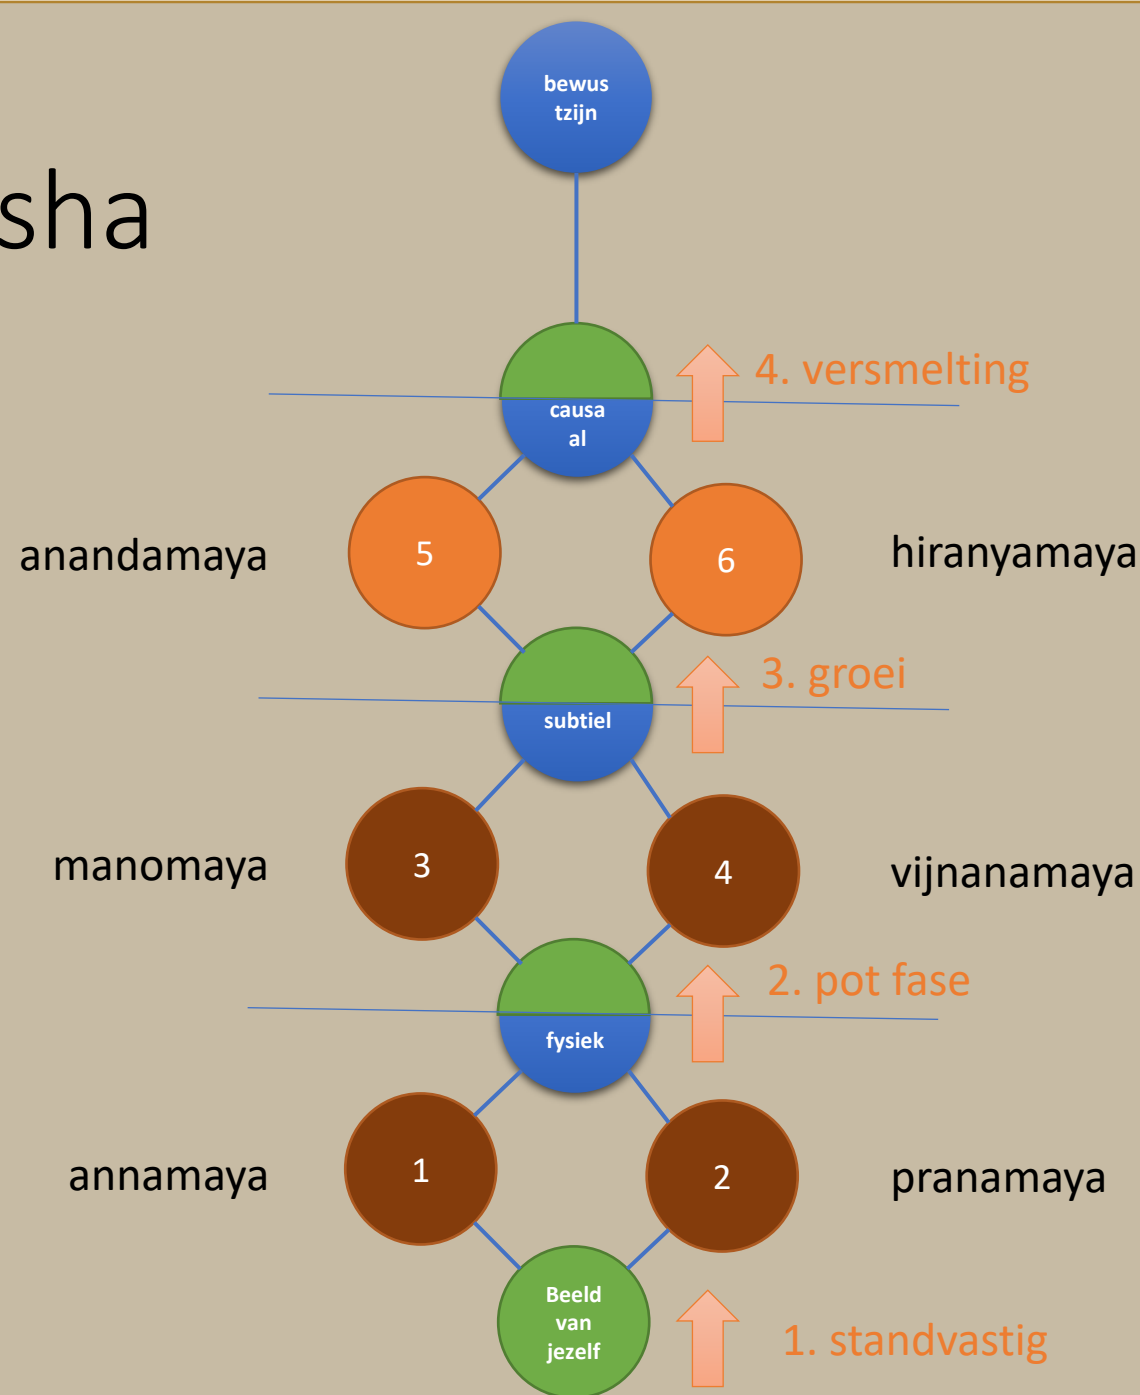 bewus
tzijn
sha
4. versmelting
causa
al
anandamaya
5
6
hiranyamaya
3. groei
subtiel
manomaya
3
4
vijnanamaya
2. pot fase
fysiek
annamaya
1
2
pranamaya
Beeld
van
jezelf
1. standvastig